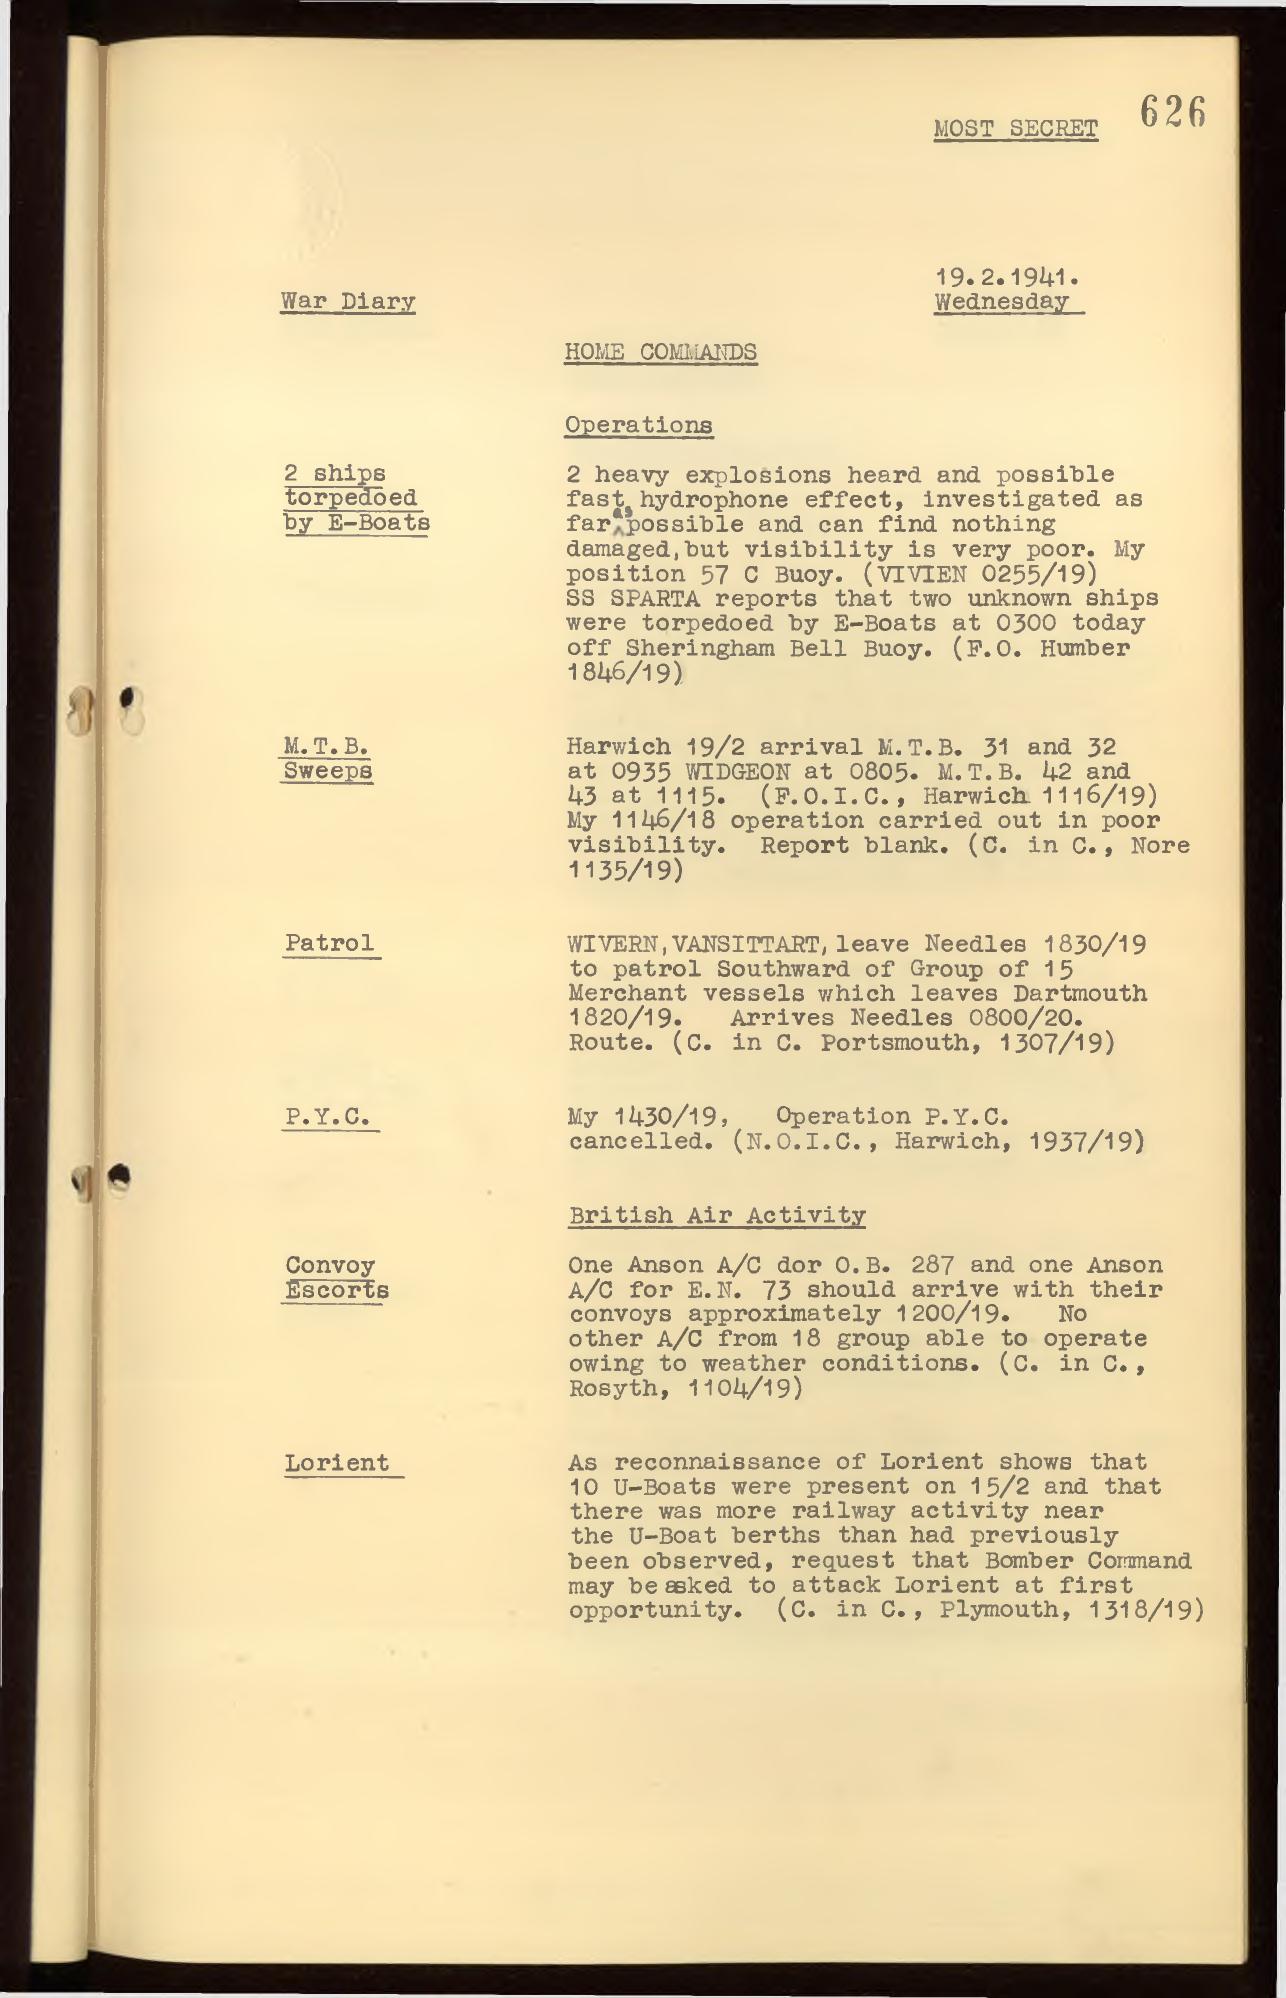 626
MOST SECRET
19.2.1941.
War Diary
Wednesday
HOME COMMANDS
Operations
2 ships
torpedoed
by E-Boats
2 heavy explosions heard and possible
fast hydrophone effect, investigated as
far as possible and can find nothing
damaged, but visibility is very poor. My
position 57 C Buoy. (VIVIEN 0255/19)
SS SPARTA reports that two unknown ships
were torpedoed by E-Boats at 0300 today
off Sheringham Bell Buoy. (F.O. Humber
1846/19)
M.T.B.
Sweeps
Harwich 19/2 arrival M.T.B. 31 and 32
at 0935 WIDGEON at 0805. M.T.B. 42 and
43 at 1115. (F.O.I.C., Harwich 1116/19)
My 1146/18 operation carried out in poor
visibility. Report blank. (C. in C., Nore
1135/19)
Patrol
WIVERN, VANSITTART, leave Needles 1830/19
to patrol Southward of Group of 15
Merchant vessels which leaves Dartmouth
1820/19. Arrives Needles 0800/20.
Route. (C. in C. Portsmouth, 1307/19)
P.Y.C.
My 1430/19, Operation P.Y.C.
cancelled. (N.O.I.C., Harwich, 1937/19)
British Air Activity
Convoy
Escorts
One Anson A/C dor O.B. 287 and one Anson
A/C for E.N. 73 should arrive with their
convoys approximately 1200/19. No
other A/C from 18 group able to operate
owing to weather conditions. (C. in C.,
Rosyth, 1104/19)
Lorient
As reconnaissance of Lorient shows that
10 U-Boats were present on 15/2 and that
there was more railway activity near
the U-Boat berths than had previously
been observed, request that Bomber Command
may be asked to attack Lorient at first
opportunity. (C. in C., Plymouth, 1318/19)